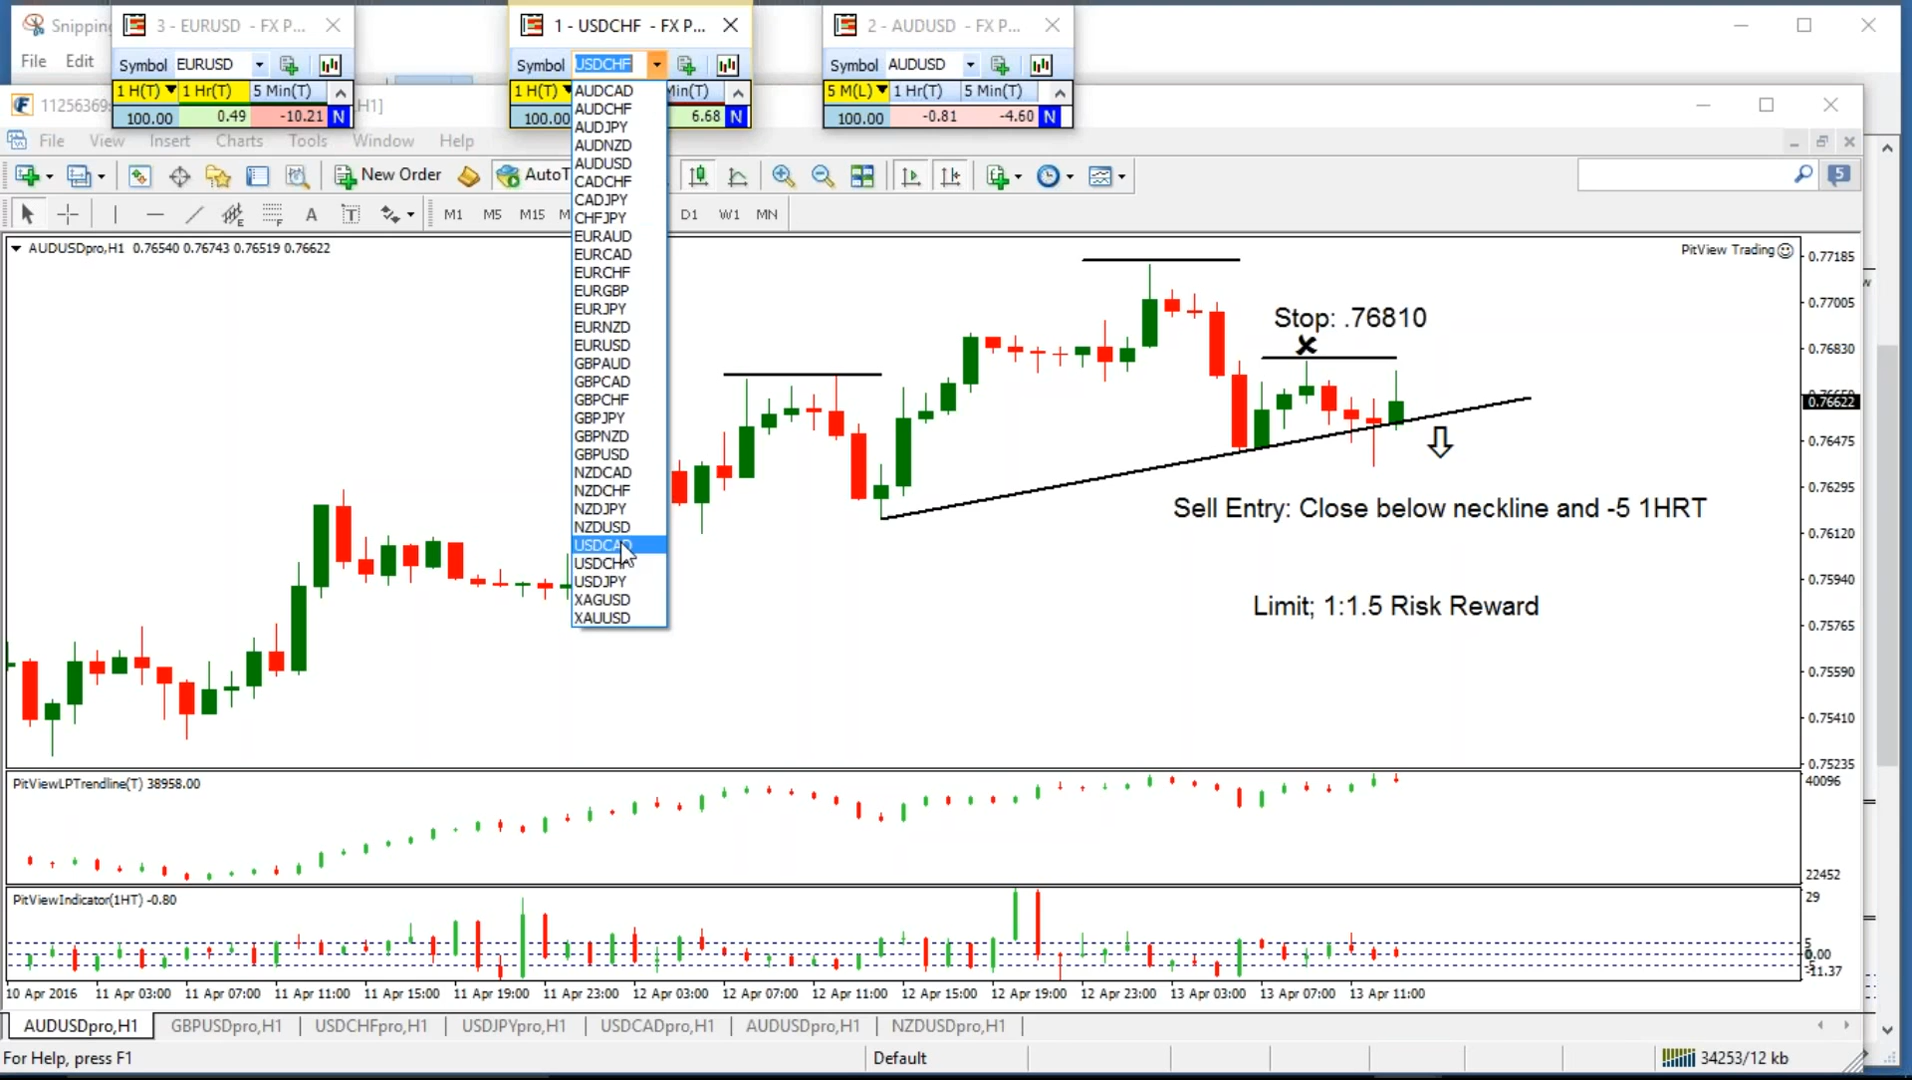 Snipping
3 - EURUSD - FX P...
1 - USDCHF - FX P...
2 - AUDUSD - FX P...
File Edit
Symbol EURUSD
Symbol USDCHF
Symbol AUDUSD
1 H(T) 1 Hr(T) 5 Min(T)
1 H(T) Min(T)
5 M(L) 1 Hr(T) 5 Min(T)
100.00 0.49 -10.21 N
100.00 6.68 N
100.00 -0.81 -4.60 N
11256369 H1]
File View Insert Charts Tools Window Help
New Order AutoT
5
A T M1 M5 M15 M D1 W1 MN
AUDCAD
AUDCHF
AUDJPY
AUDNZD
AUDUSD
CADCHF
CADJPY
CHFJPY
EURAUD
EURCAD
EURCHF
EURGBP
EURJPY
EURNZD
EURUSD
GBPAUD
GBPCAD
GBPCHF
GBPJPY
GBPNZD
GBPUSD
NZDCAD
NZDCHF
NZDJPY
NZDUSD
USDCAD
USDCHF
USDJPY
XAGUSD
XAUUSD
AUDUSDpro,H1 0.76540 0.76743 0.76519 0.76622
PitView Trading
Stop: .76810
Sell Entry: Close below neckline and -5 1HRT
Limit; 1:1.5 Risk Reward
0.77185
0.77005
0.76830
0.76622
0.76475
0.76295
0.76120
0.75940
0.75765
0.75590
0.75410
0.75235
PitViewLPTrendline(T) 38958.00
40096
22452
PitViewIndicator(1HT) -0.80
29
5
0.00
-11.37
10 Apr 2016 11 Apr 03:00 11 Apr 07:00 11 Apr 11:00 11 Apr 15:00 11 Apr 19:00 11 Apr 23:00 12 Apr 03:00 12 Apr 07:00 12 Apr 11:00 12 Apr 15:00 12 Apr 19:00 12 Apr 23:00 13 Apr 03:00 13 Apr 07:00 13 Apr 11:00
AUDUSDpro,H1 GBPUSDpro,H1 USDCHFpro,H1 USDJPYpro,H1 USDCADpro,H1 AUDUSDpro,H1 NZDUSDpro,H1
For Help, press F1
Default
34253/12 kb